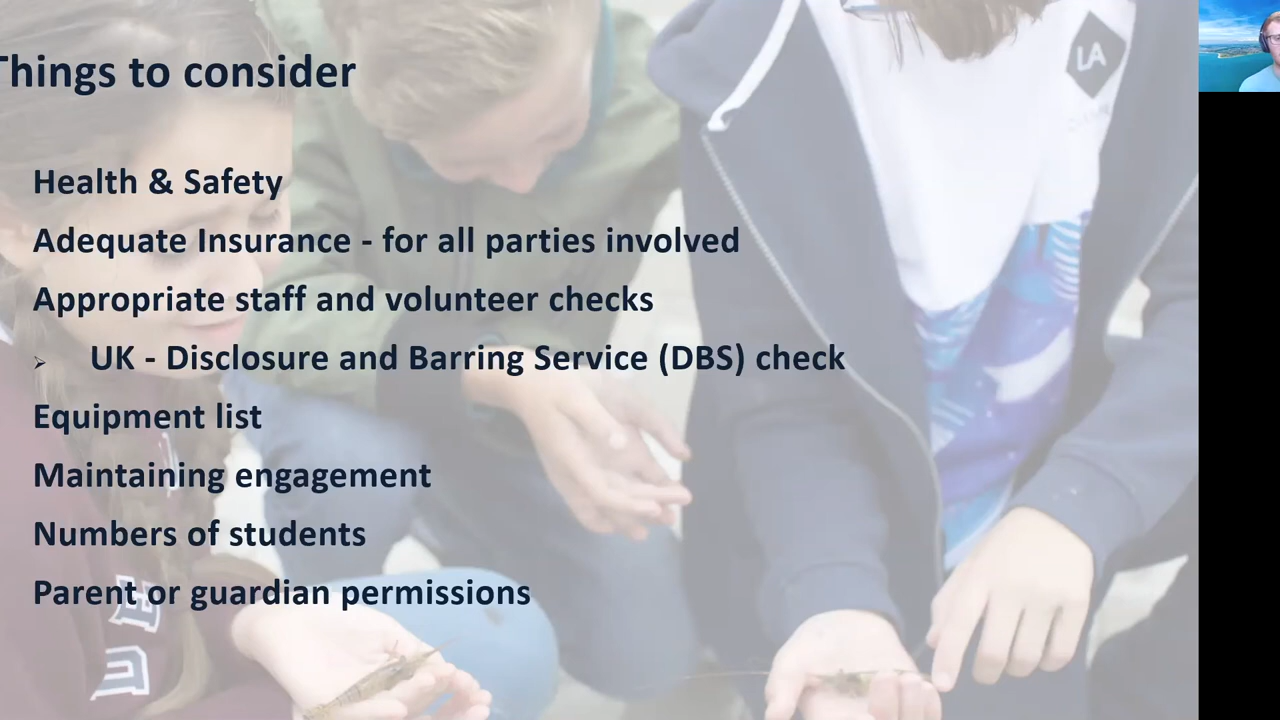 Things to consider
Health & Safety
Adequate Insurance - for all parties involved
Appropriate staff and volunteer checks
UK - Disclosure and Barring Service (DBS) check
Equipment list
Maintaining engagement
Numbers of students
Parent or guardian permissions
LA